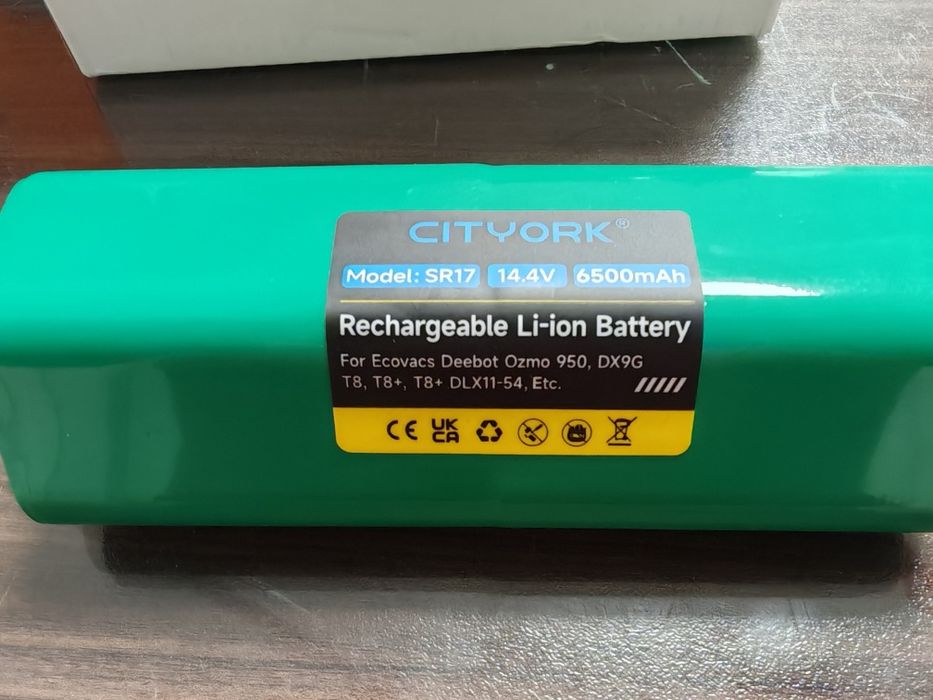 CITYORK®
Model: SR17 14.4V 6500mAh
Rechargeable Li-ion Battery
For Ecovacs Deebot Ozmo 950, DX9G
T8, T8+, T8+ DLX11-54, Etc.
CE UK
CA